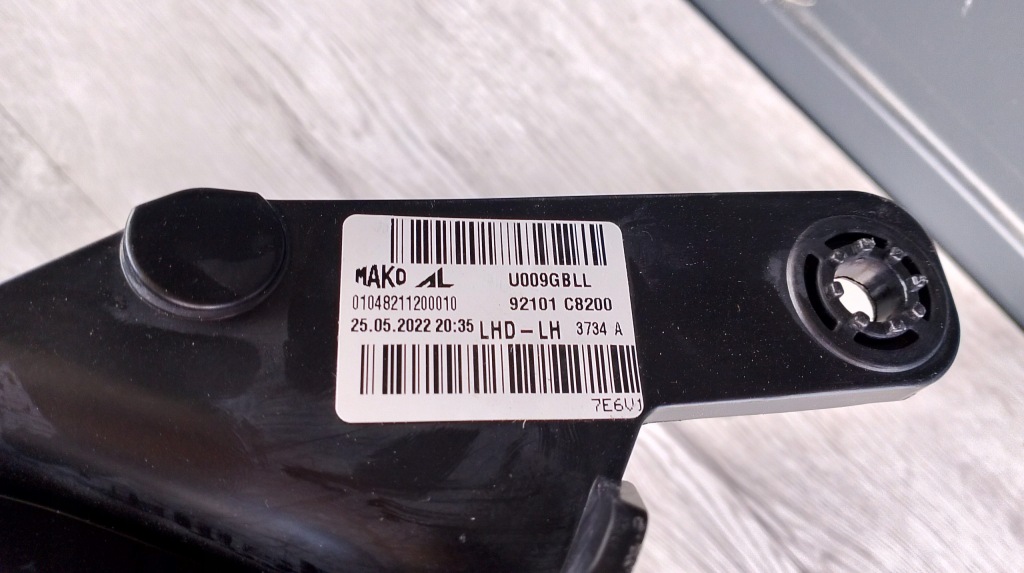 MAKO AL U009GBLL
01048211200010 92101 C8200
25.05.2022 20:35 LHD-LH 3734 A
7E6V1